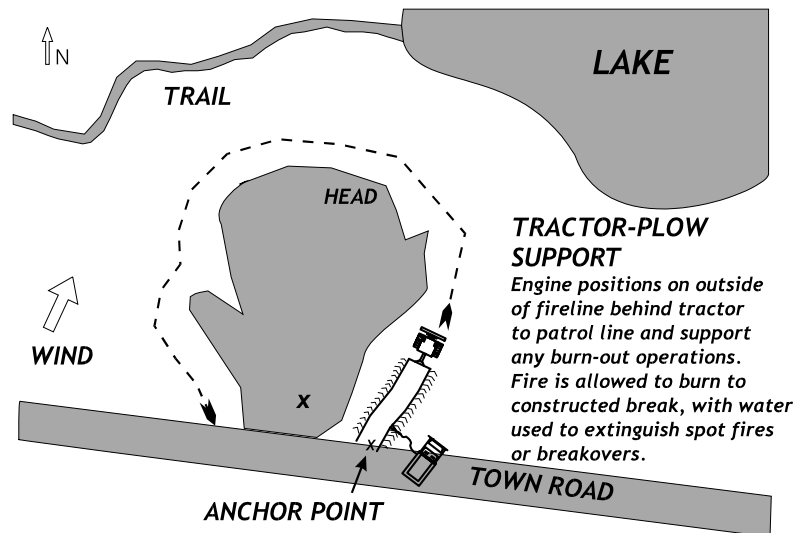 N
LAKE
TRAIL
HEAD
TRACTOR-PLOW
SUPPORT
Engine positions on outside
of fireline behind tractor
to patrol line and support
any burn-out operations.
Fire is allowed to burn to
constructed break, with water
used to extinguish spot fires
or breakovers.
WIND
x
x
TOWN ROAD
ANCHOR POINT